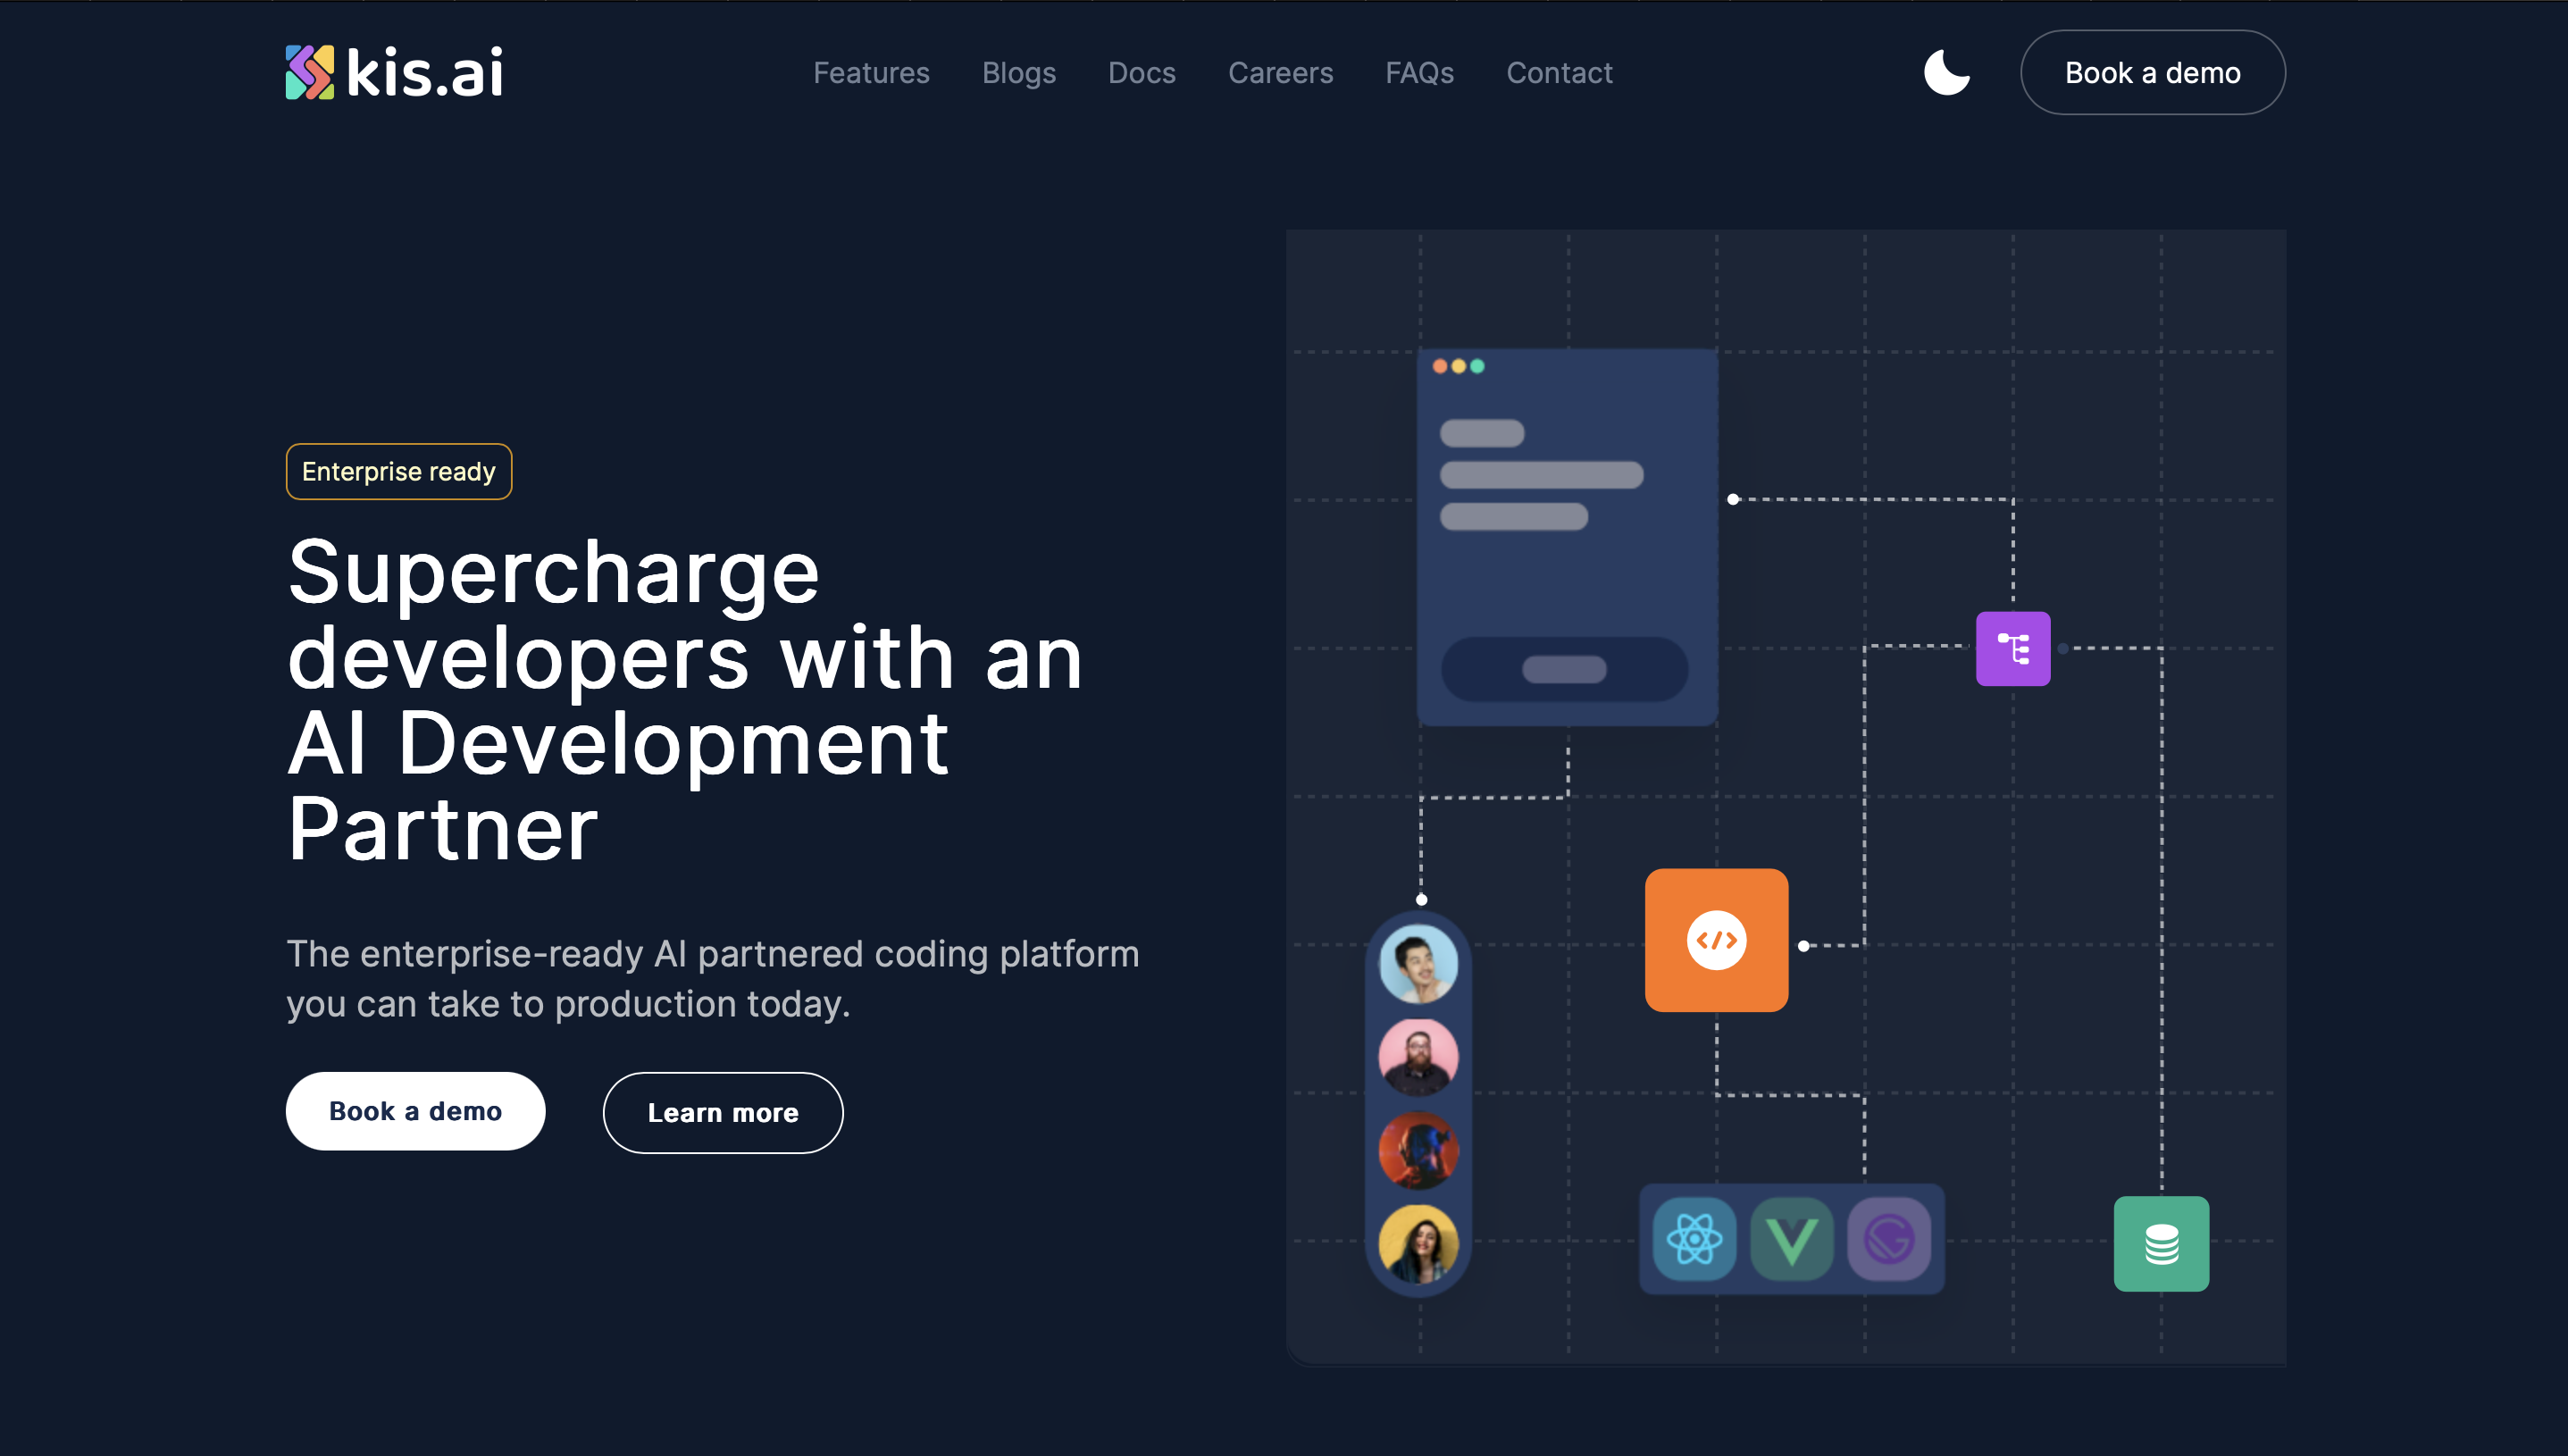 kis.ai
Features
Blogs
Docs
Careers
FAQs
Contact
Book a demo
Enterprise ready
Supercharge
developers with an
AI Development
Partner
The enterprise-ready AI partnered coding platform
you can take to production today.
Book a demo
Learn more